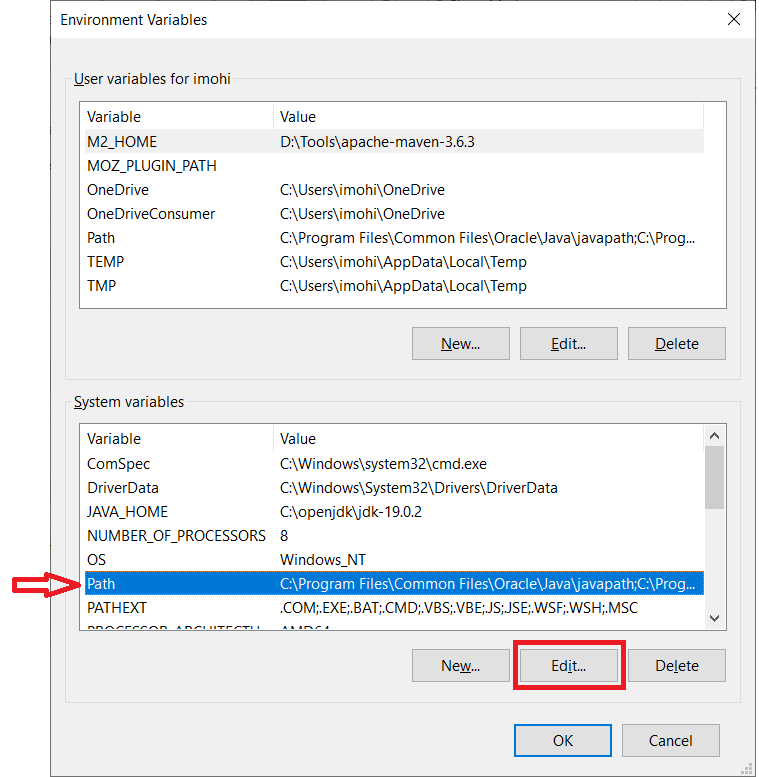 Environment Variables
User variables for imohi
Variable Value
M2_HOME D:\Tools\apache-maven-3.6.3
MOZ_PLUGIN_PATH
OneDrive C:\Users\imohi\OneDrive
OneDriveConsumer C:\Users\imohi\OneDrive
Path C:\Program Files\Common Files\Oracle\Java\javapath;C:\Prog...
TEMP C:\Users\imohi\AppData\Local\Temp
TMP C:\Users\imohi\AppData\Local\Temp
New... Edit... Delete
System variables
Variable Value
ComSpec C:\Windows\system32\cmd.exe
DriverData C:\Windows\System32\Drivers\DriverData
JAVA_HOME C:\openjdk\jdk-19.0.2
NUMBER_OF_PROCESSORS 8
OS Windows_NT
Path C:\Program Files\Common Files\Oracle\Java\javapath;C:\Prog...
PATHEXT .COM;.EXE;.BAT;.CMD;.VBS;.VBE;.JS;.JSE;.WSF;.WSH;.MSC
PROCESSOR_ARCHITECTU AMD64
New... Edit... Delete
OK Cancel